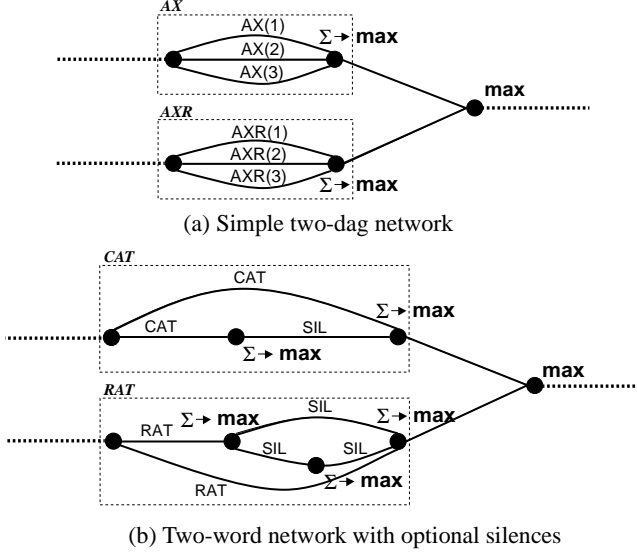 AX
AX(1)
Σ→max
AX(2)
AX(3)
max
AXR
AXR(1)
AXR(2)
AXR(3)
Σ→max
(a) Simple two-dag network
CAT
CAT
Σ→max
CAT
SIL
Σ→max
max
RAT
SIL
Σ→max
Σ→max
RAT
SIL
SIL
Σ→max
RAT
(b) Two-word network with optional silences